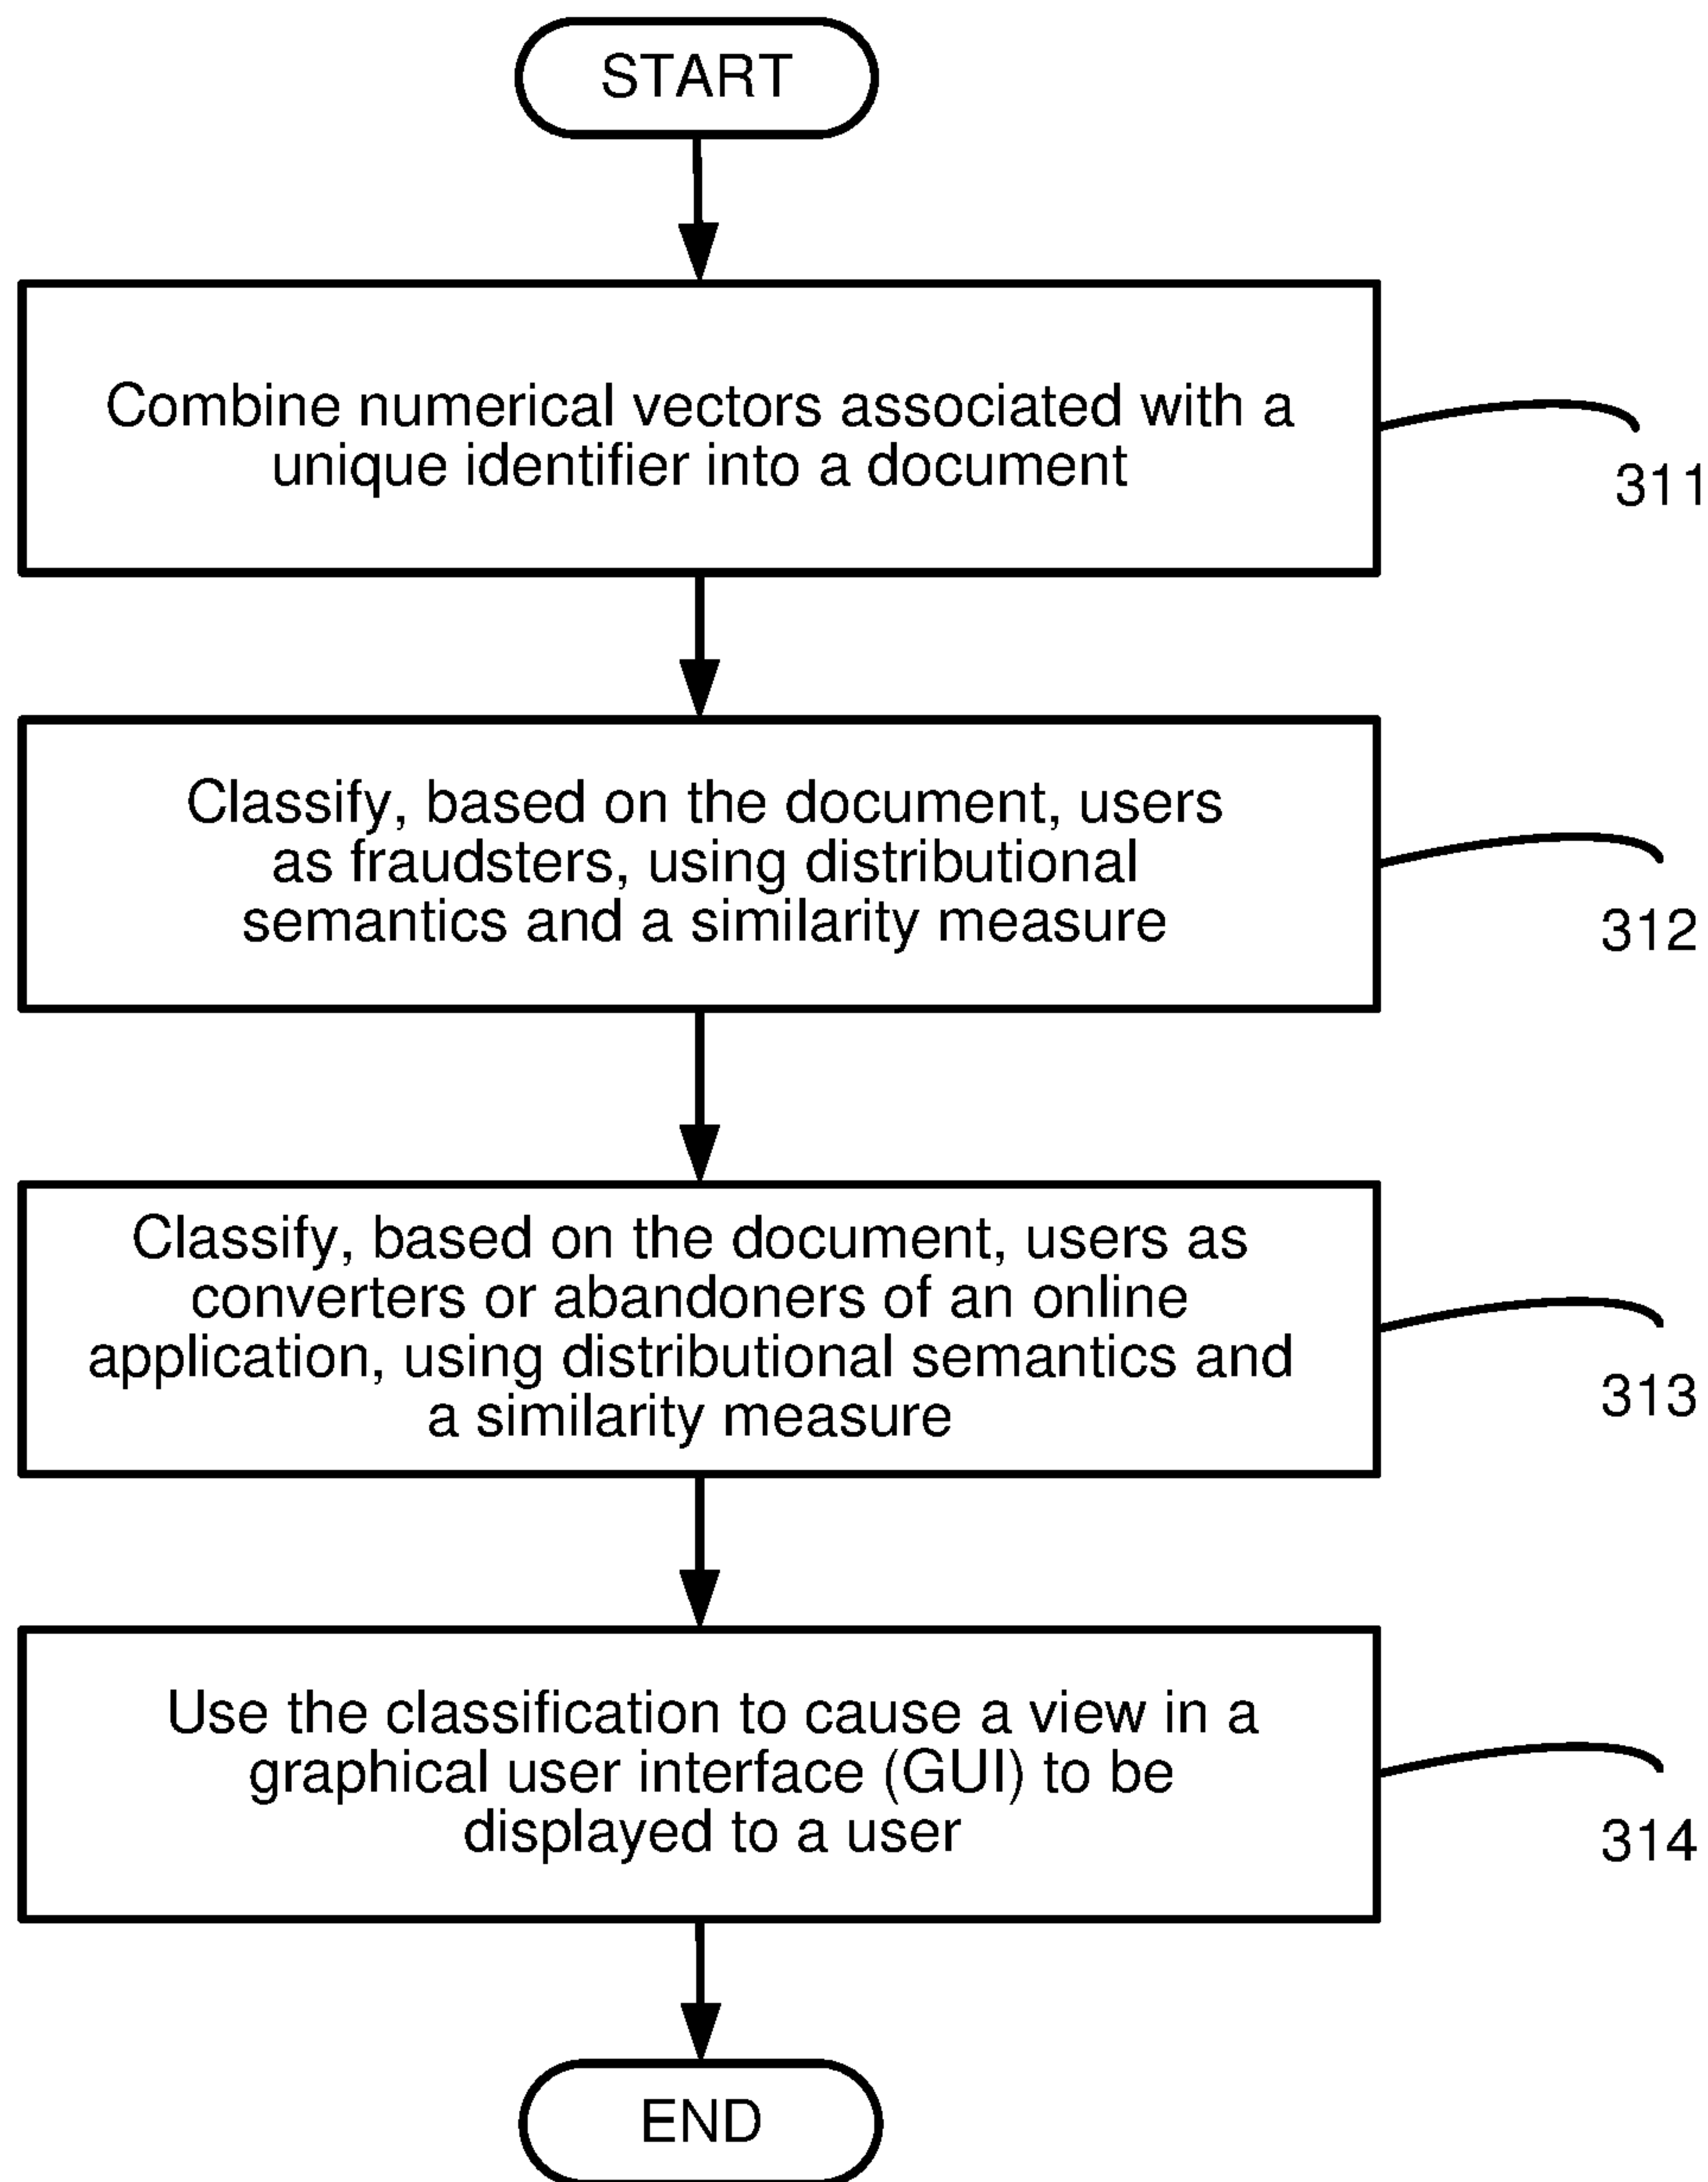 START
Combine numerical vectors associated with a
unique identifier into a document
311
Classify, based on the document, users
as fraudsters, using distributional
semantics and a similarity measure
312
Classify, based on the document, users as
converters or abandoners of an online
application, using distributional semantics and
a similarity measure
313
Use the classification to cause a view in a
graphical user interface (GUI) to be
displayed to a user
314
END